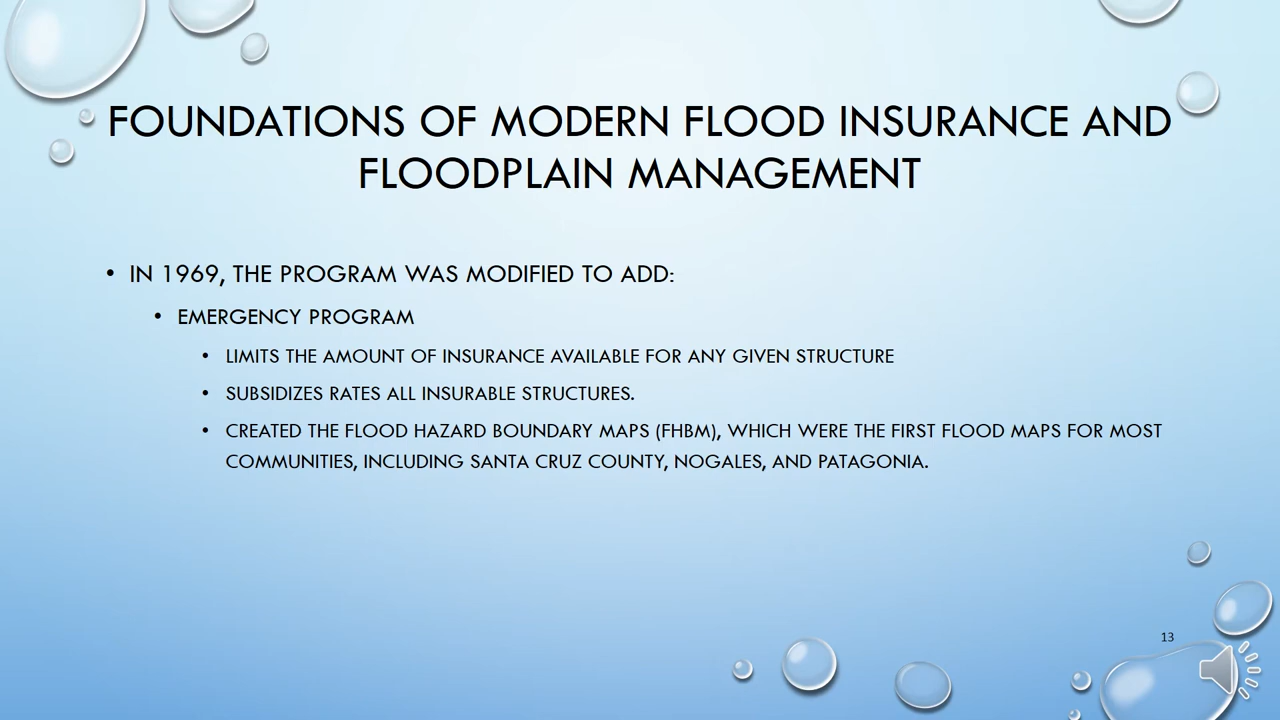 FOUNDATIONS OF MODERN FLOOD INSURANCE AND
FLOODPLAIN MANAGEMENT
• IN 1969, THE PROGRAM WAS MODIFIED TO ADD:
• EMERGENCY PROGRAM
• LIMITS THE AMOUNT OF INSURANCE AVAILABLE FOR ANY GIVEN STRUCTURE
• SUBSIDIZES RATES ALL INSURABLE STRUCTURES.
• CREATED THE FLOOD HAZARD BOUNDARY MAPS (FHBM), WHICH WERE THE FIRST FLOOD MAPS FOR MOST
COMMUNITIES, INCLUDING SANTA CRUZ COUNTY, NOGALES, AND PATAGONIA.
13